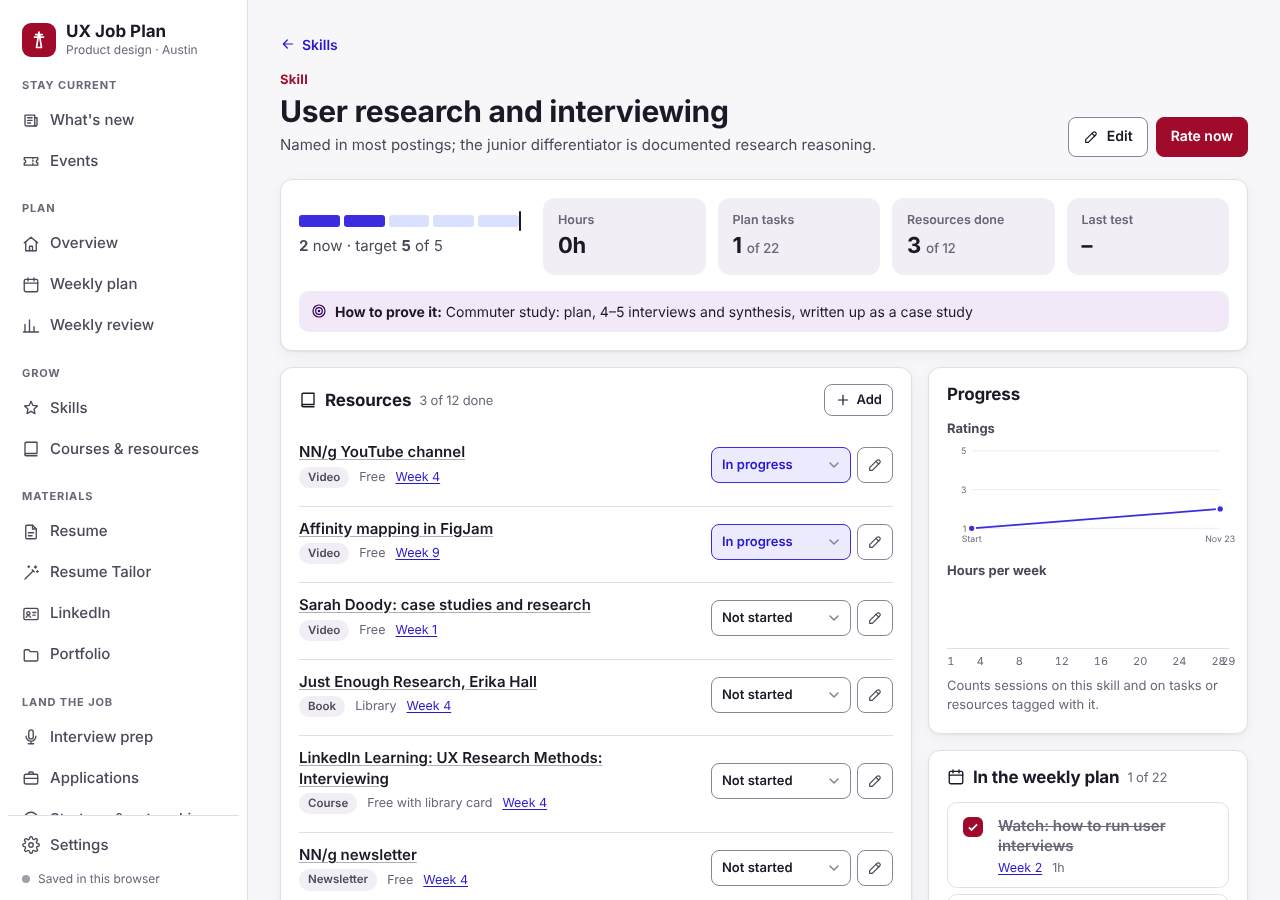 UX Job Plan
Product design · Austin
STAY CURRENT
What's new
Events
PLAN
Overview
Weekly plan
Weekly review
GROW
Skills
Courses & resources
MATERIALS
Resume
Resume Tailor
LinkedIn
Portfolio
LAND THE JOB
Interview prep
Applications
Settings
Saved in this browser
Skills
Skill
User research and interviewing
Named in most postings; the junior differentiator is documented research reasoning.
Edit
Rate now
2 now · target 5 of 5
Hours
0h
Plan tasks
1 of 22
Resources done
3 of 12
Last test
–
How to prove it: Commuter study: plan, 4–5 interviews and synthesis, written up as a case study
Resources 3 of 12 done
Add
NN/g YouTube channel
Video Free Week 4
In progress
Affinity mapping in FigJam
Video Free Week 9
In progress
Sarah Doody: case studies and research
Video Free Week 1
Not started
Just Enough Research, Erika Hall
Book Library Week 4
Not started
LinkedIn Learning: UX Research Methods:
Interviewing
Course Free with library card Week 4
Not started
NN/g newsletter
Newsletter Free Week 4
Not started
Progress
Ratings
5
3
1
Start Nov 23
Hours per week
1 4 8 12 16 20 24 28 29
Counts sessions on this skill and on tasks or
resources tagged with it.
In the weekly plan 1 of 22
Watch: how to run user
interviews
Week 2 1h